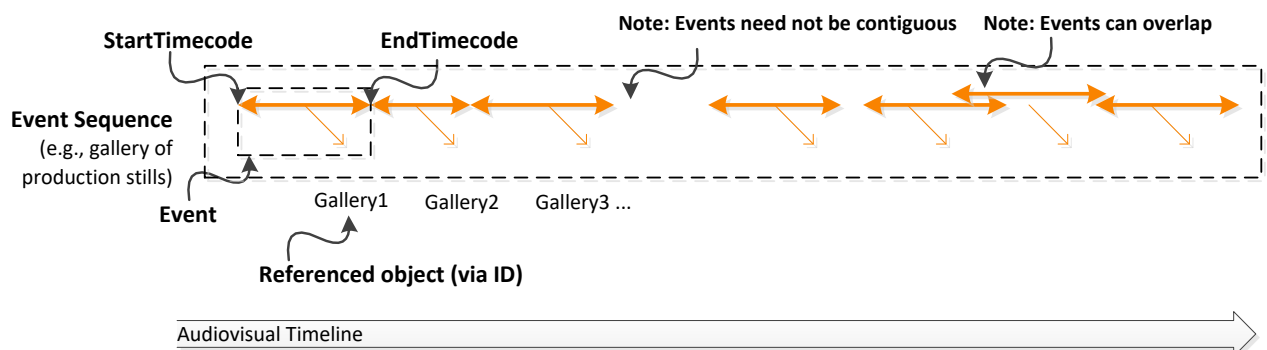 Note: Events need not be contiguous
Note: Events can overlap
StartTimecode
EndTimecode
Event Sequence
(e.g., gallery of
production stills)
Event
Gallery1
Gallery2
Gallery3 ...
Referenced object (via ID)
Audiovisual Timeline